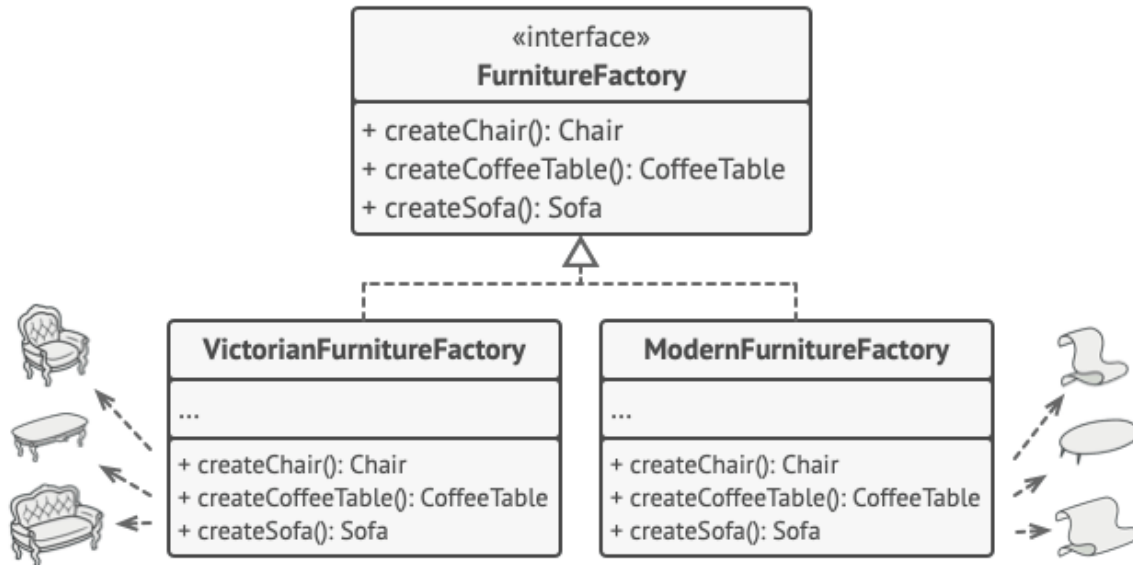 «interface»
FurnitureFactory
+ createChair(): Chair
+ createCoffeeTable(): CoffeeTable
+ createSofa(): Sofa
VictorianFurnitureFactory
...
+ createChair(): Chair
+ createCoffeeTable(): CoffeeTable
+ createSofa(): Sofa
ModernFurnitureFactory
...
+ createChair(): Chair
+ createCoffeeTable(): CoffeeTable
+ createSofa(): Sofa